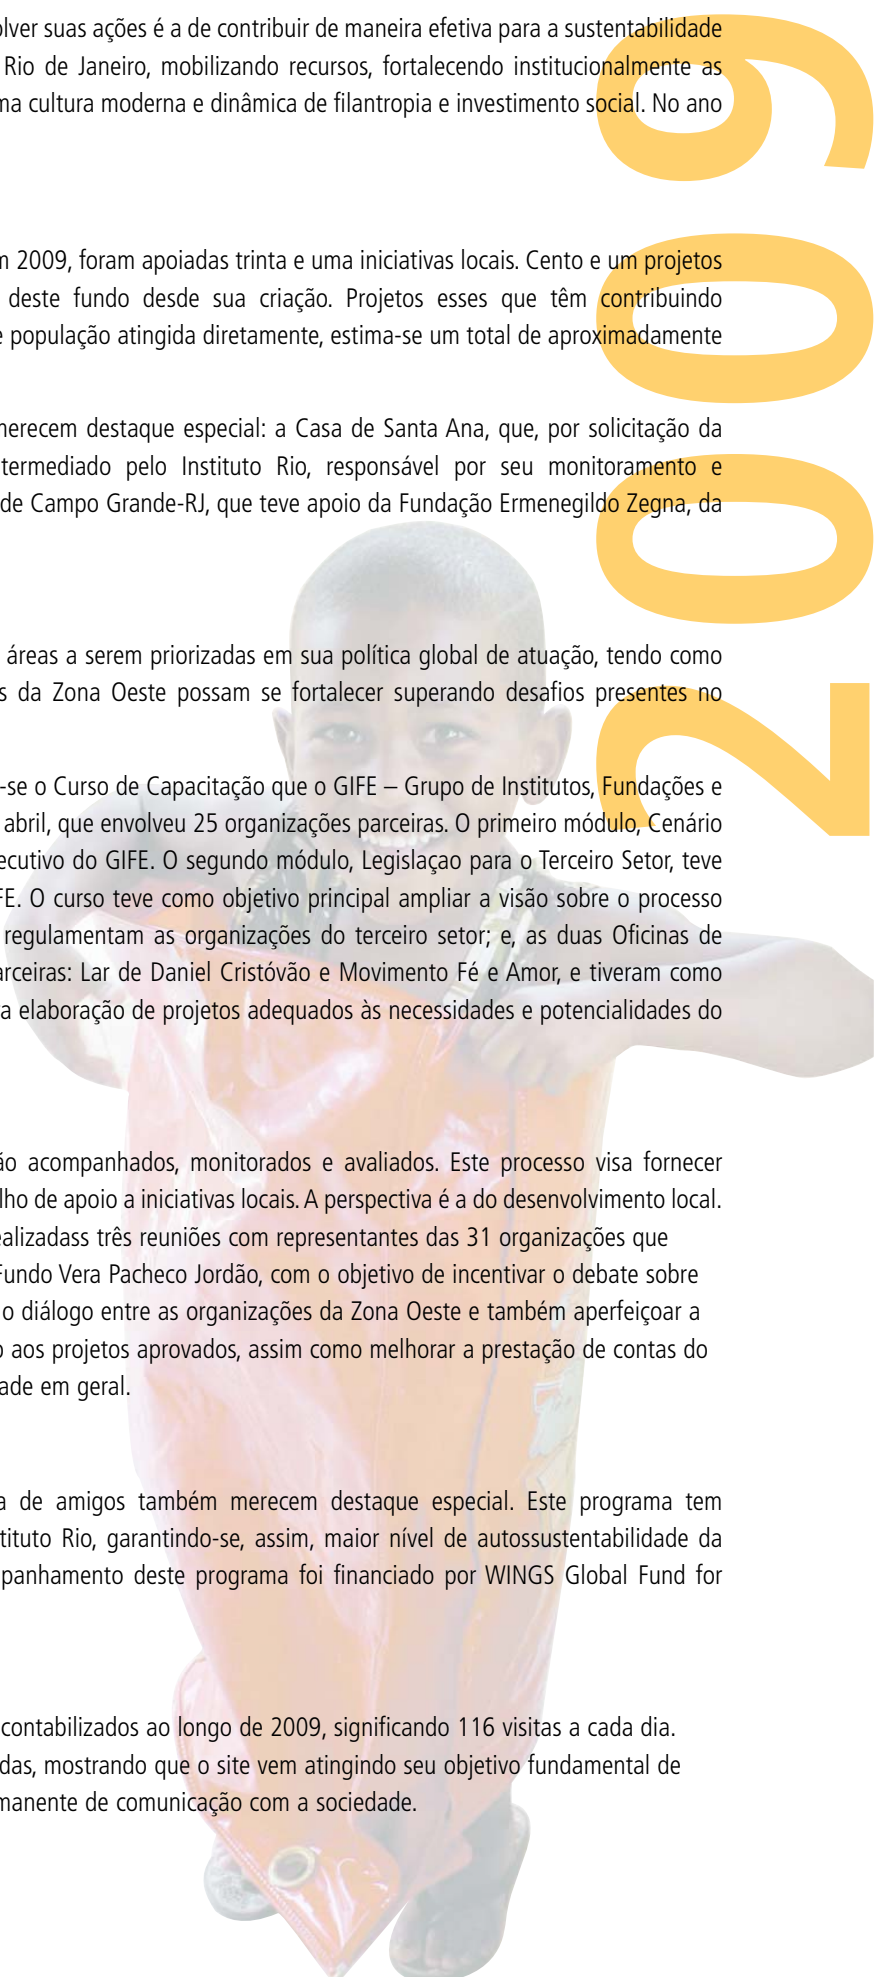 olver suas ações é a de contribuir de maneira efetiva para a sustentabilidade
Rio de Janeiro, mobilizando recursos, fortalecendo institucionalmente as
ma cultura moderna e dinâmica de filantropia e investimento social. No ano
m 2009, foram apoiadas trinta e uma iniciativas locais. Cento e um projetos
deste fundo desde sua criação. Projetos esses que têm contribuindo
e população atingida diretamente, estima-se um total de aproximadamente
merecem destaque especial: a Casa de Santa Ana, que, por solicitação da
ntermediado pelo Instituto Rio, responsável por seu monitoramento e
de Campo Grande-RJ, que teve apoio da Fundação Ermenegildo Zegna, da
áreas a serem priorizadas em sua política global de atuação, tendo como
s da Zona Oeste possam se fortalecer superando desafios presentes no
-se o Curso de Capacitação que o GIFE – Grupo de Institutos, Fundações e
abril, que envolveu 25 organizações parceiras. O primeiro módulo, Cenário
ecutivo do GIFE. O segundo módulo, Legislaçao para o Terceiro Setor, teve
FE. O curso teve como objetivo principal ampliar a visão sobre o processo
regulamentam as organizações do terceiro setor; e, as duas Oficinas de
arceiras: Lar de Daniel Cristóvão e Movimento Fé e Amor, e tiveram como
a elaboração de projetos adequados às necessidades e potencialidades do
ão acompanhados, monitorados e avaliados. Este processo visa fornecer
lho de apoio a iniciativas locais. A perspectiva é a do desenvolvimento local.
ealizadass três reuniões com representantes das 31 organizações que
Fundo Vera Pacheco Jordão, com o objetivo de incentivar o debate sobre
o diálogo entre as organizações da Zona Oeste e também aperfeiçoar a
o aos projetos aprovados, assim como melhorar a prestação de contas do
ade em geral.
a de amigos também merecem destaque especial. Este programa tem
tituto Rio, garantindo-se, assim, maior nível de autossustentabilidade da
panhamento deste programa foi financiado por WINGS Global Fund for
contabilizados ao longo de 2009, significando 116 visitas a cada dia.
das, mostrando que o site vem atingindo seu objetivo fundamental de
manente de comunicação com a sociedade.
2009